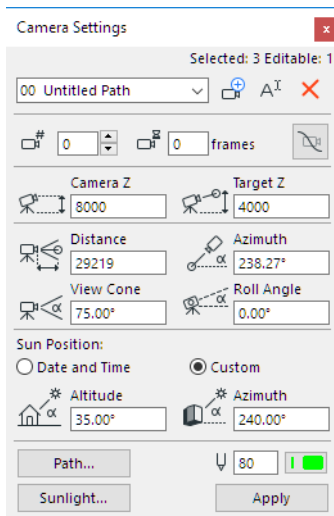 Camera Settings
x
Selected: 3 Editable: 1
00 Untitled Path
A
# 0 0 frames
Camera Z Target Z
8000 4000
Distance Azimuth
29219 α 238.27°
View Cone Roll Angle
α 75.00° α 0.00°
Sun Position:
Date and Time Custom
Altitude Azimuth
α 35.00° α 240.00°
Path... 80
Sunlight... Apply